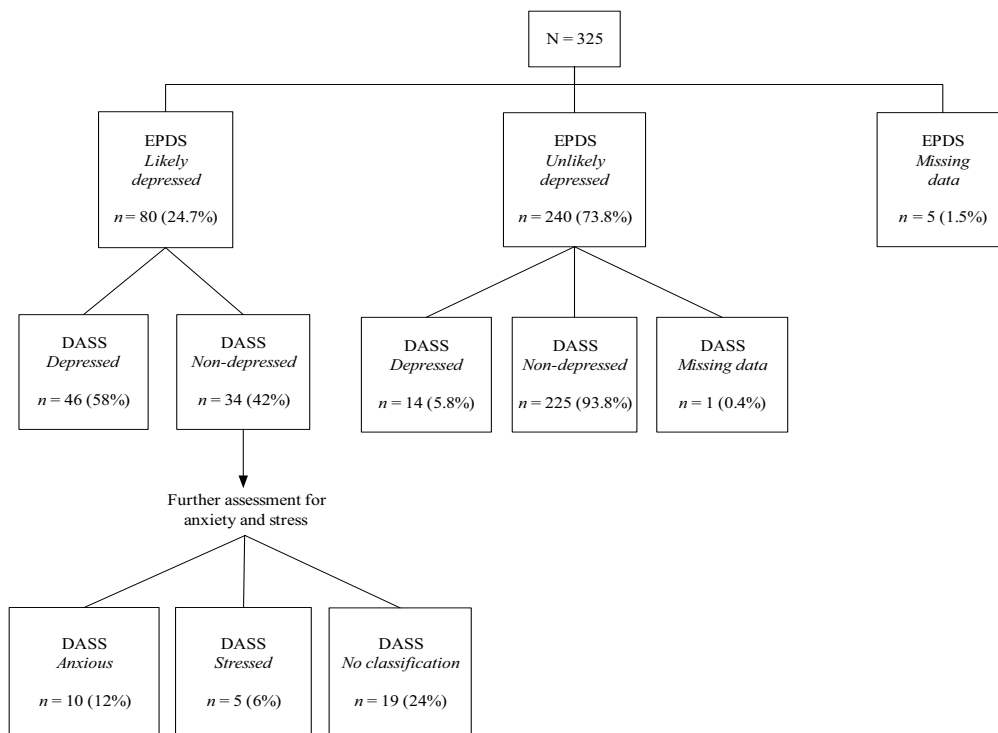 N = 325
EPDS
Likely
depressed
n = 80 (24.7%)
EPDS
Unlikely
depressed
n = 240 (73.8%)
EPDS
Missing
data
n = 5 (1.5%)
DASS
Depressed
n = 46 (58%)
DASS
Non-depressed
n = 34 (42%)
DASS
Depressed
n = 14 (5.8%)
DASS
Non-depressed
n = 225 (93.8%)
DASS
Missing data
n = 1 (0.4%)
Further assessment for
anxiety and stress
DASS
Anxious
n = 10 (12%)
DASS
Stressed
n = 5 (6%)
DASS
No classification
n = 19 (24%)